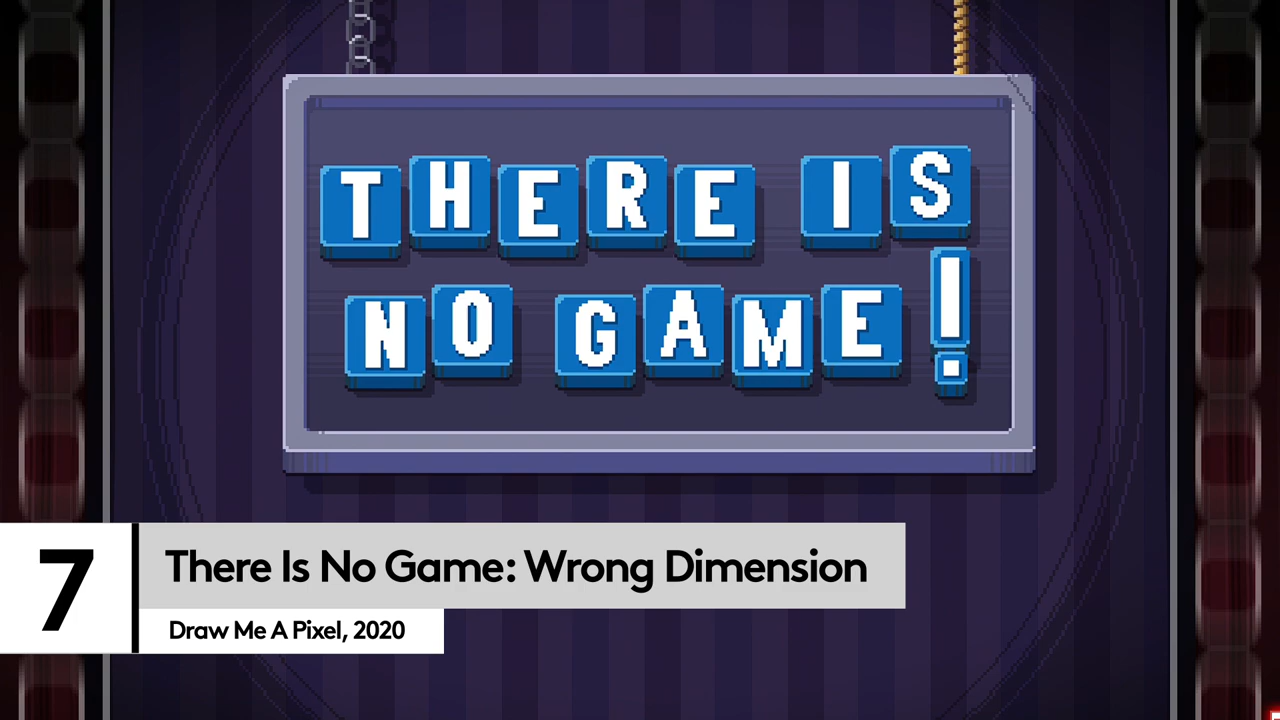 THERE IS
NO GAME!
7
There Is No Game: Wrong Dimension
Draw Me A Pixel, 2020